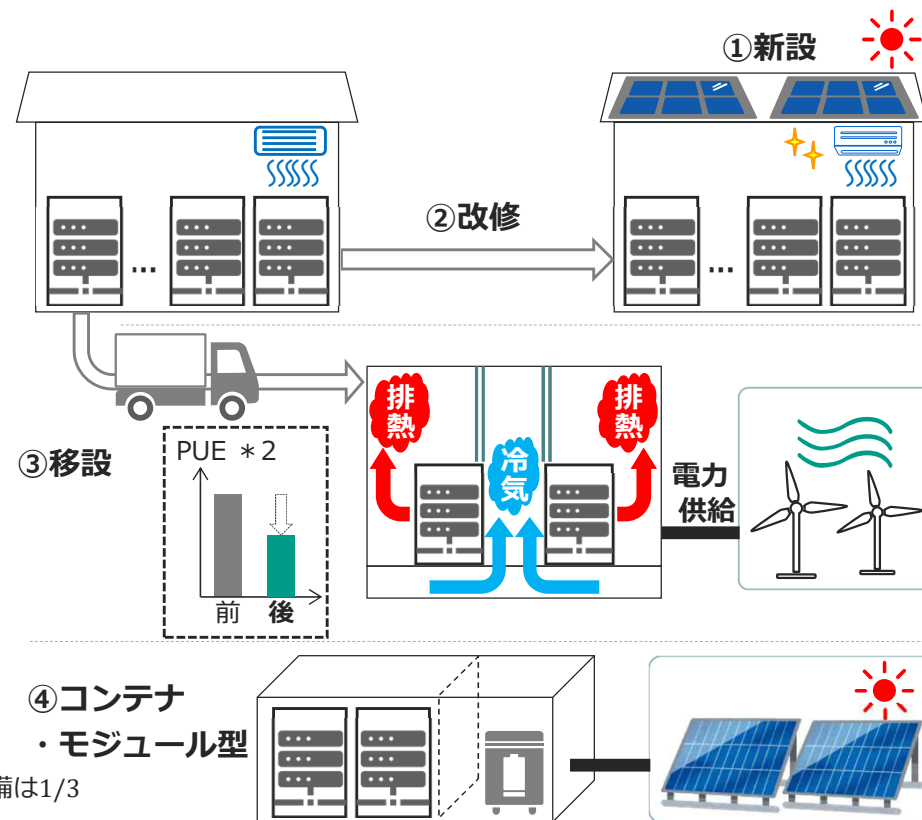 ①新設
②改修
③移設
PUE ＊2
前
後
排熱
冷気
排熱
電力
供給
④コンテナ
・モジュール型
備は1/3